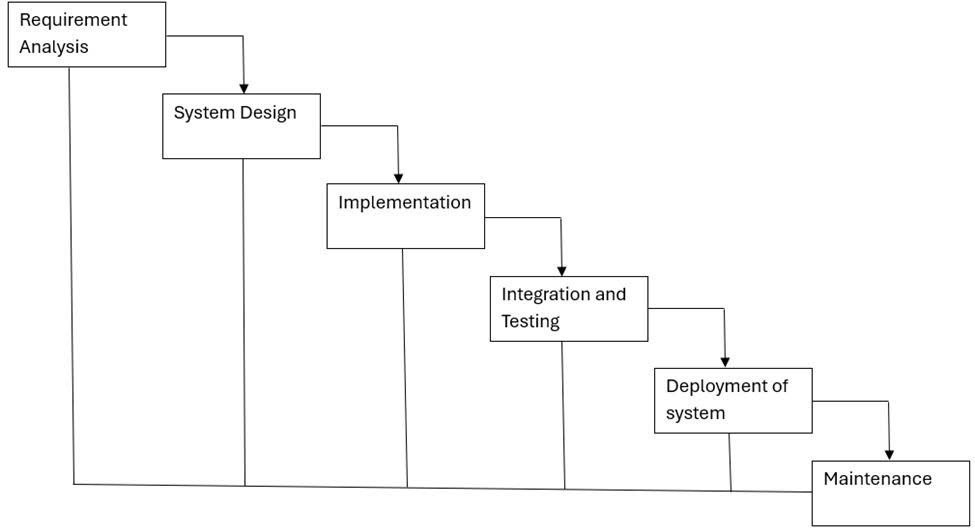 Requirement
Analysis
System Design
Implementation
Integration and
Testing
Deployment of
system
Maintenance